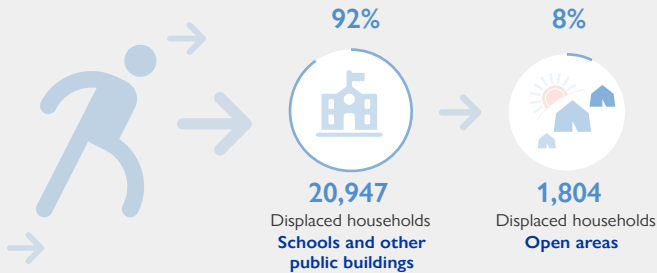 92%
20,947
Displaced households
Schools and other
public buildings
8%
1,804
Displaced households
Open areas